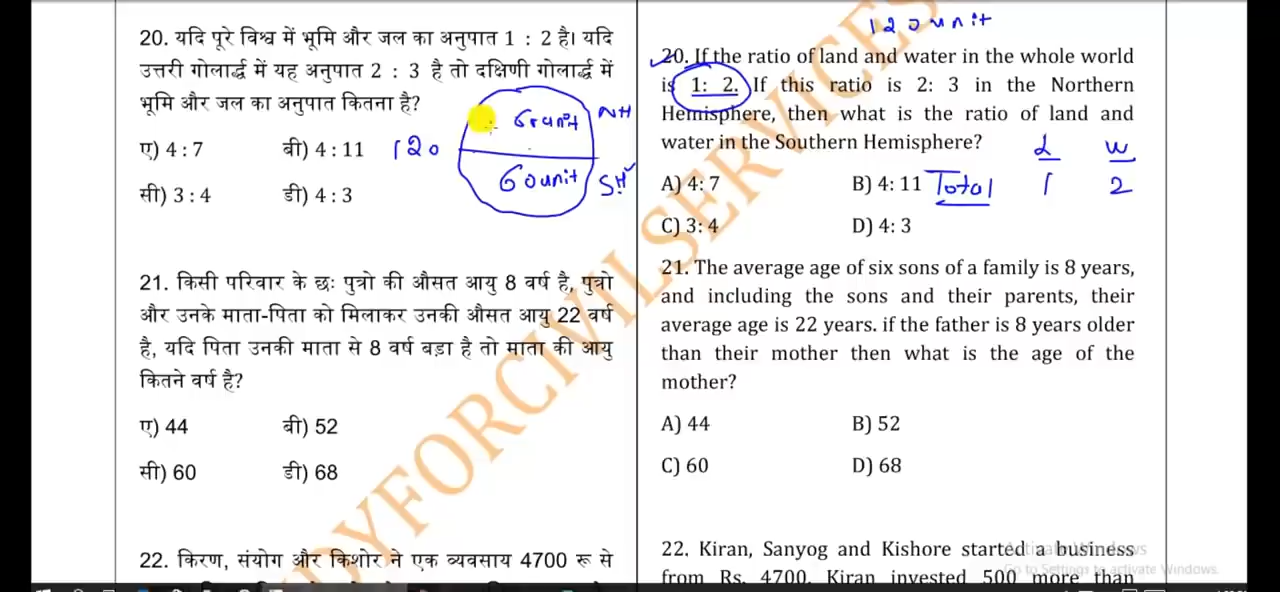 20. यदि पूरे विश्व में भूमि और जल का अनुपात 1 : 2 है। यदि
उत्तरी गोलार्द्ध में यह अनुपात 2 : 3 है तो दक्षिणी गोलार्द्ध में
भूमि और जल का अनुपात कितना है?
ए) 4 : 7 बी) 4 : 11
सी) 3 : 4 डी) 4 : 3
120
60 unit SH
NH
21. किसी परिवार के छः पुत्रो की औसत आयु 8 वर्ष है, पुत्रो
और उनके माता-पिता को मिलाकर उनकी औसत आयु 22 वर्ष
है, यदि पिता उनकी माता से 8 वर्ष बड़ा है तो माता की आयु
कितने वर्ष है?
ए) 44 बी) 52
सी) 60 डी) 68
22. किरण, संयोग और किशोर ने एक व्यवसाय 4700 रू से
120 unit
20. If the ratio of land and water in the whole world
is 1: 2. If this ratio is 2: 3 in the Northern
Hemisphere, then what is the ratio of land and
water in the Southern Hemisphere?
A) 4: 7 B) 4: 11
C) 3: 4 D) 4: 3
L W
Total 1 2
21. The average age of six sons of a family is 8 years,
and including the sons and their parents, their
average age is 22 years. if the father is 8 years older
than their mother then what is the age of the
mother?
A) 44 B) 52
C) 60 D) 68
22. Kiran, Sanyog and Kishore started a business
from Rs. 4700. Kiran invested 500 more than
DYFORCIVILSERVICES
Go to Settings to activate Windows.